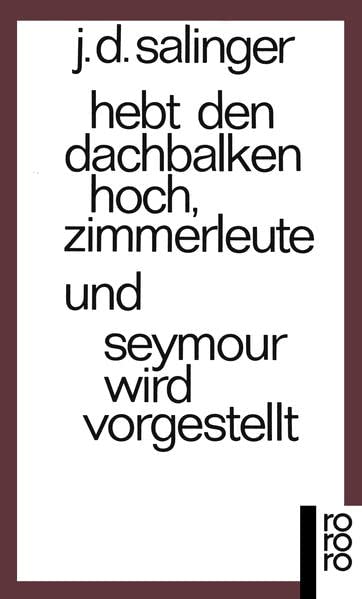 j. d. salinger
hebt den
dachbalken
hoch,
zimmerleute
und
seymour
wird
vorgestellt
ro
ro
ro